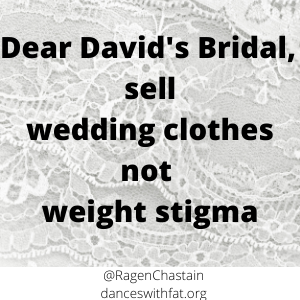 Dear David's Bridal,
sell
wedding clothes
not
weight stigma
@RagenChastain
danceswithfat.org